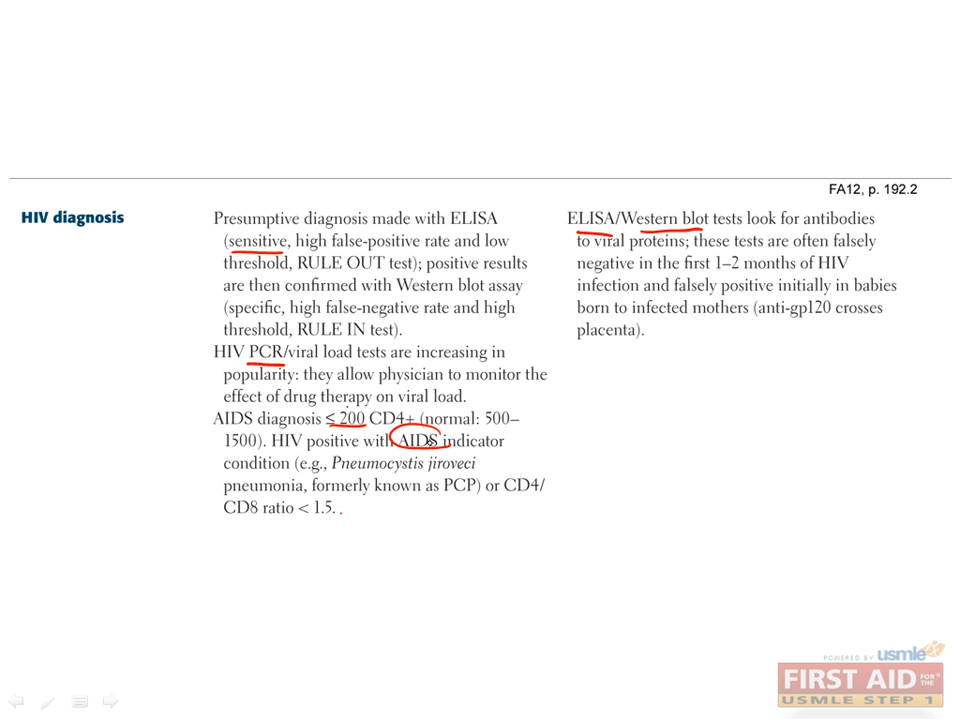 FA12, p. 192.2
HIV diagnosis
Presumptive diagnosis made with ELISA
(sensitive, high false-positive rate and low
threshold, RULE OUT test); positive results
are then confirmed with Western blot assay
(specific, high false-negative rate and high
threshold, RULE IN test).
HIV PCR/viral load tests are increasing in
popularity: they allow physician to monitor the
effect of drug therapy on viral load.
AIDS diagnosis ≤ 200 CD4+ (normal: 500–
1500). HIV positive with AIDS indicator
condition (e.g., Pneumocystis jiroveci
pneumonia, formerly known as PCP) or CD4/
CD8 ratio < 1.5.
ELISA/Western blot tests look for antibodies
to viral proteins; these tests are often falsely
negative in the first 1–2 months of HIV
infection and falsely positive initially in babies
born to infected mothers (anti-gp120 crosses
placenta).
POWERED BY usmle
FIRST AID FOR THE®
USMLE STEP 1